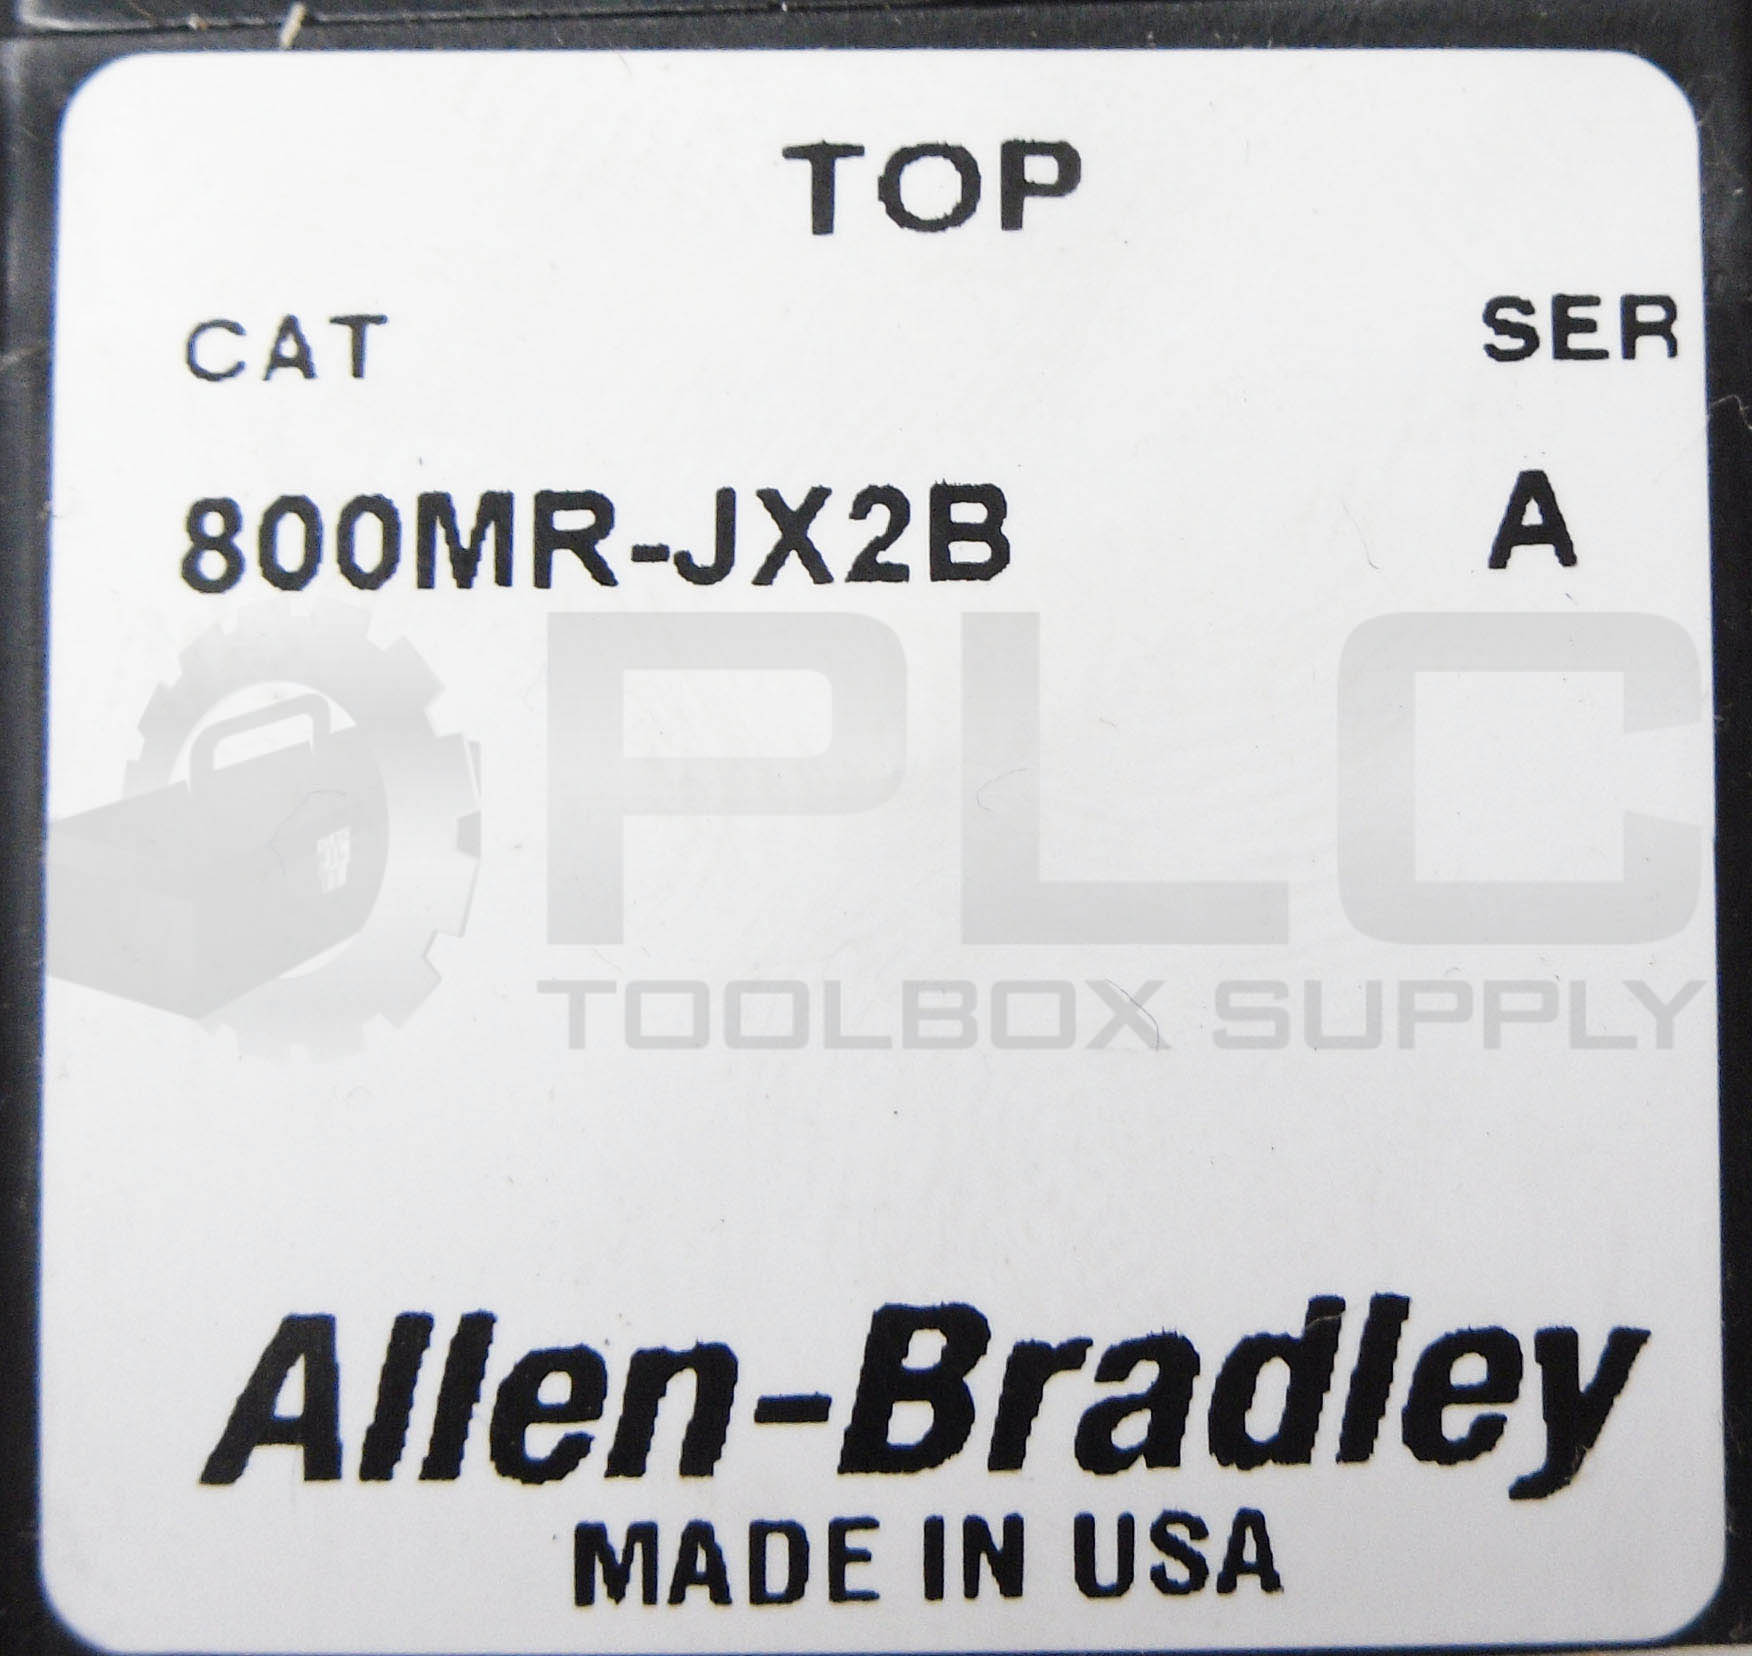 TOP
CAT SER
800MR-JX2B A
PLC
TOOLBOX SUPPLY
Allen-Bradley
MADE IN USA